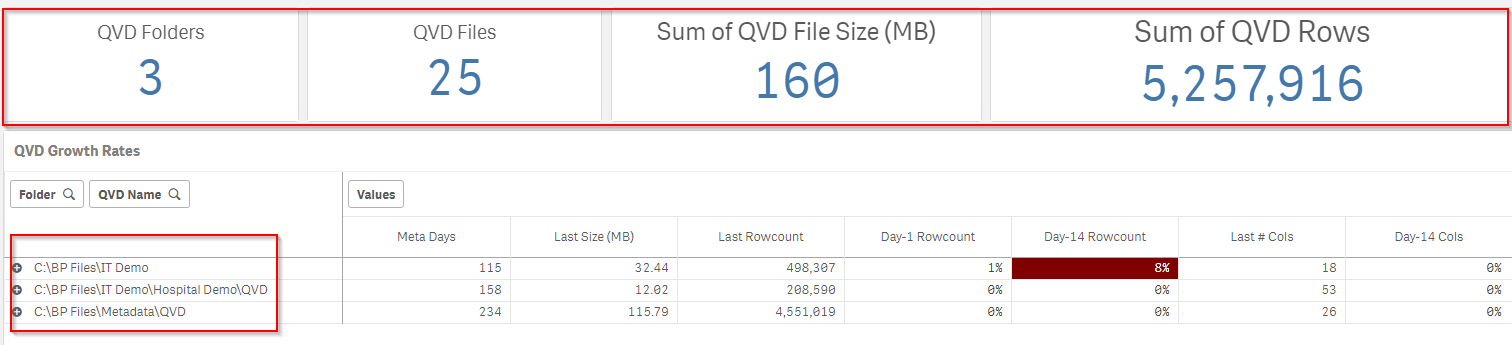 QVD Folders QVD Files Sum of QVD File Size (MB) Sum of QVD Rows
3 25 160 5,257,916
QVD Growth Rates
Folder QVD Name Values
Meta Days Last Size (MB) Last Rowcount Day-1 Rowcount Day-14 Rowcount Last # Cols Day-14 Cols
C:\BP Files\IT Demo 115 32.44 498,307 1% 8% 18 0%
C:\BP Files\IT Demo\Hospital Demo\QVD 158 12.02 208,590 0% 0% 53 0%
C:\BP Files\Metadata\QVD 234 115.79 4,551,019 0% 0% 26 0%